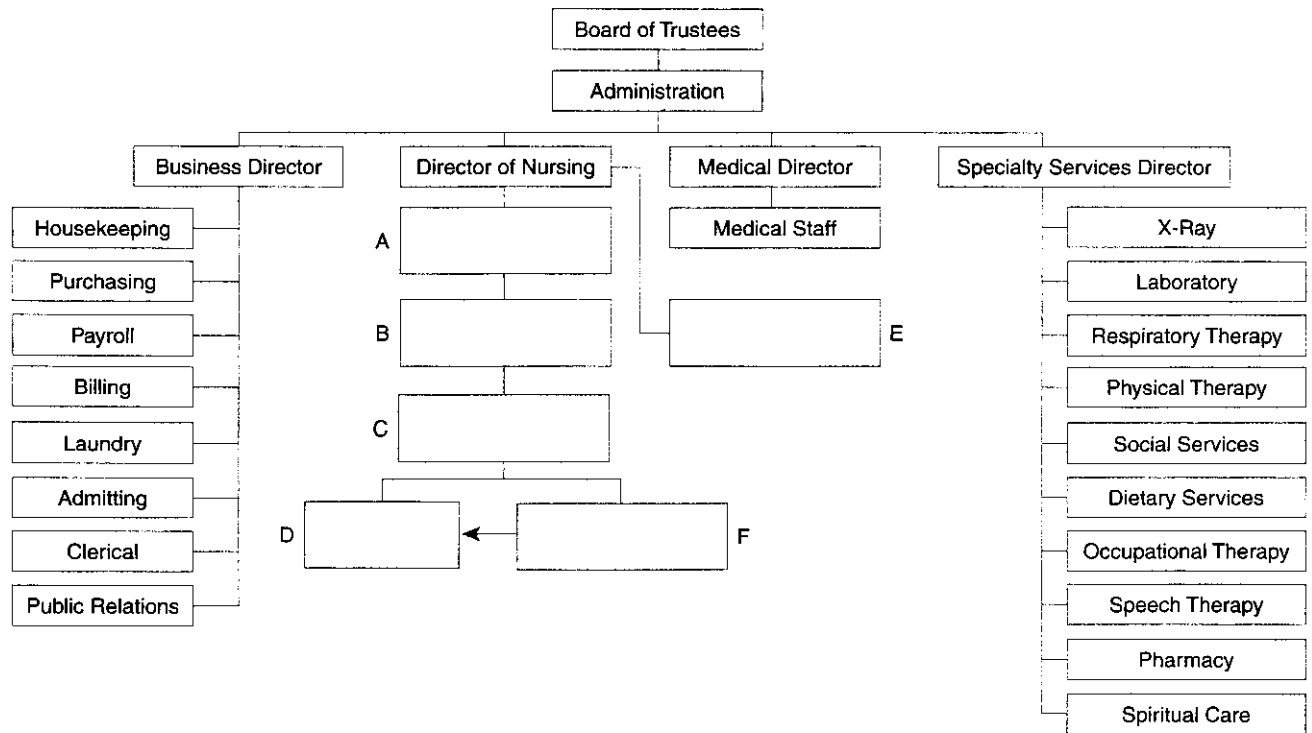 Board of Trustees
Administration
Business Director
Director of Nursing
Medical Director
Specialty Services Director
Housekeeping
Purchasing
Payroll
Billing
Laundry
Admitting
Clerical
Public Relations
A
B
C
D
F
Medical Staff
E
X-Ray
Laboratory
Respiratory Therapy
Physical Therapy
Social Services
Dietary Services
Occupational Therapy
Speech Therapy
Pharmacy
Spiritual Care